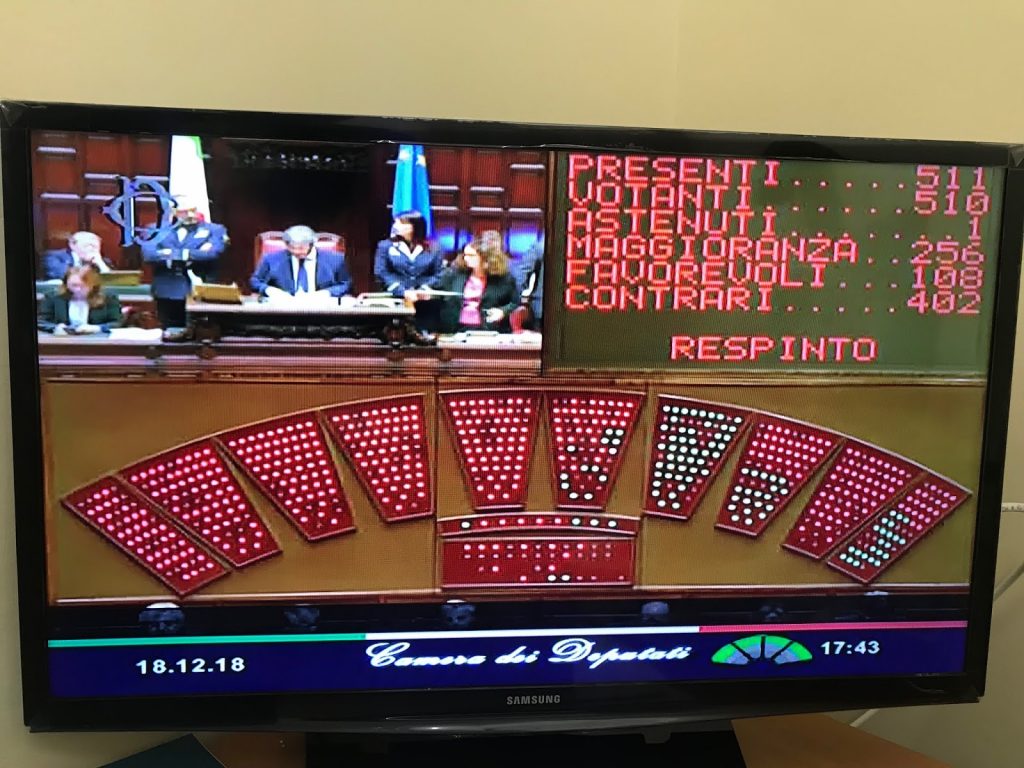 PRESENTI.....511
VOTANTI......510
ASTENUTI.......1
MAGGIORANZA..256
FAVOREVOLI...108
CONTRARI.....402
RESPINTO
18.12.18
Camera dei Deputati
17:43
SAMSUNG